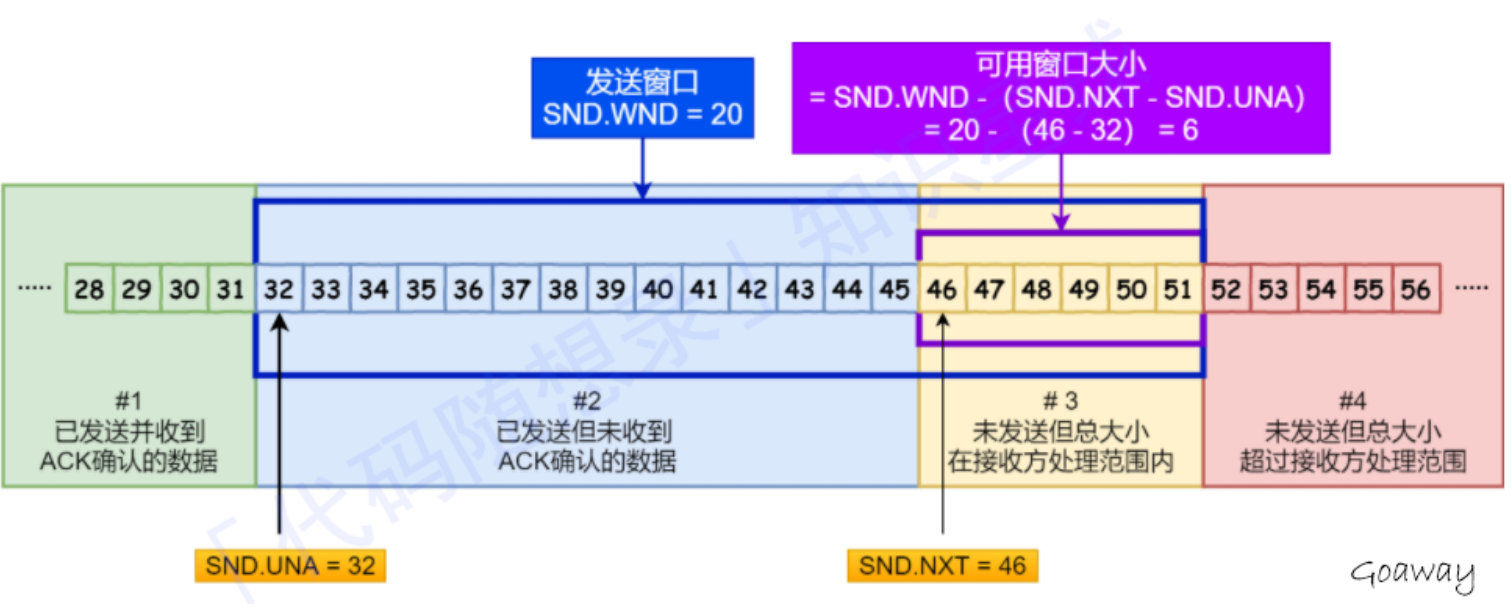 发送窗口
SND.WND = 20
可用窗口大小
= SND.WND -（SND.NXT - SND.UNA）
= 20 - （46 - 32） = 6
..... 28 29 30 31 32 33 34 35 36 37 38 39 40 41 42 43 44 45 46 47 48 49 50 51 52 53 54 55 56 .....
#1
已发送并收到
ACK确认的数据
#2
已发送但未收到
ACK确认的数据
# 3
未发送但总大小
在接收方处理范围内
#4
未发送但总大小
超过接收方处理范围
SND.UNA = 32
SND.NXT = 46
Goaway
「代码随想录」知识星球